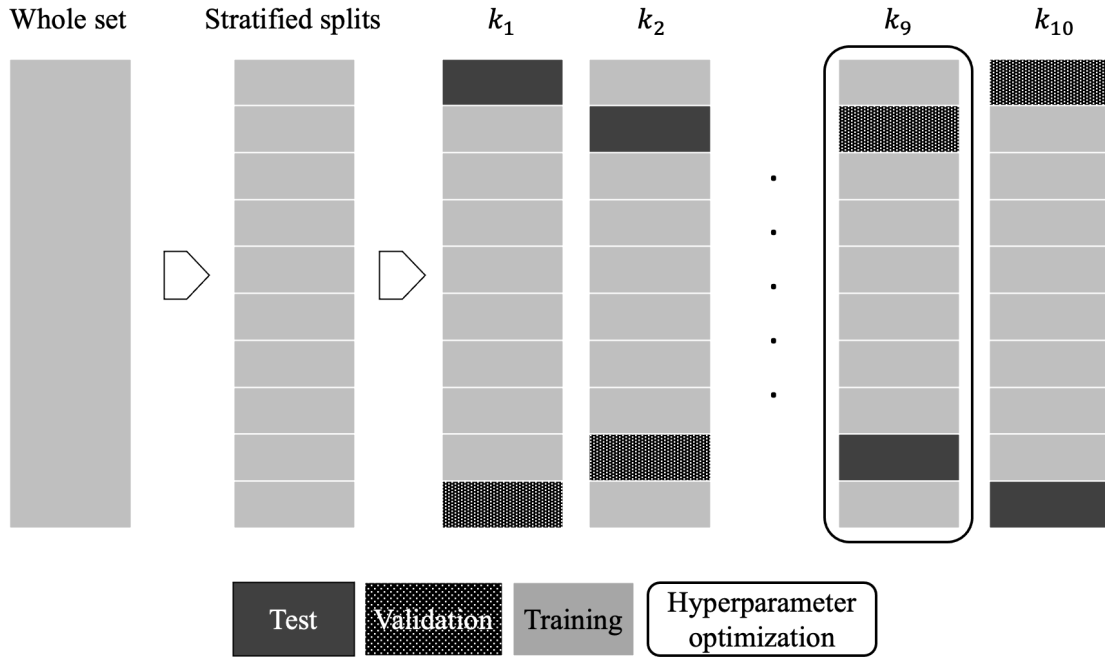 Whole set
Stratified splits
k₁
k₂
k₉
k₁₀
Test
Validation
Training
Hyperparameter
optimization